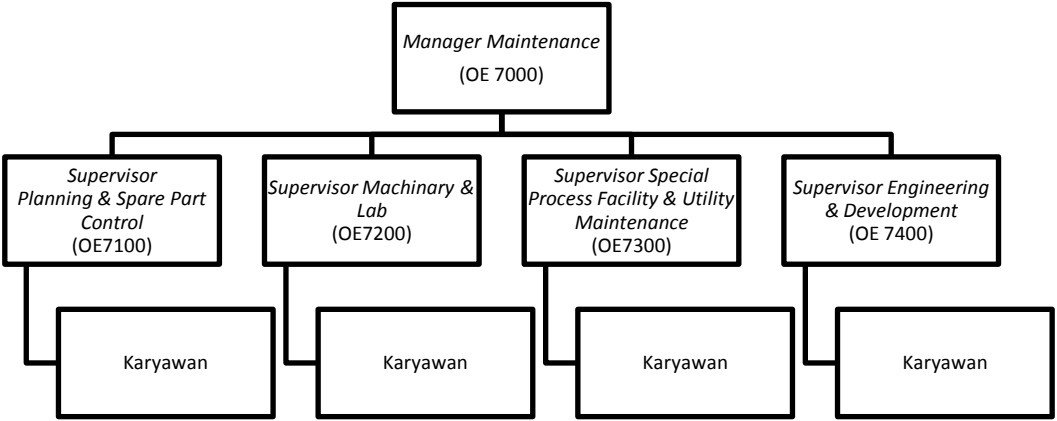 Manager Maintenance
(OE 7000)
Supervisor
Planning & Spare Part
Control
(OE7100)
Supervisor Machinary &
Lab
(OE7200)
Supervisor Special
Process Facility & Utility
Maintenance
(OE7300)
Supervisor Engineering
& Development
(OE 7400)
Karyawan
Karyawan
Karyawan
Karyawan